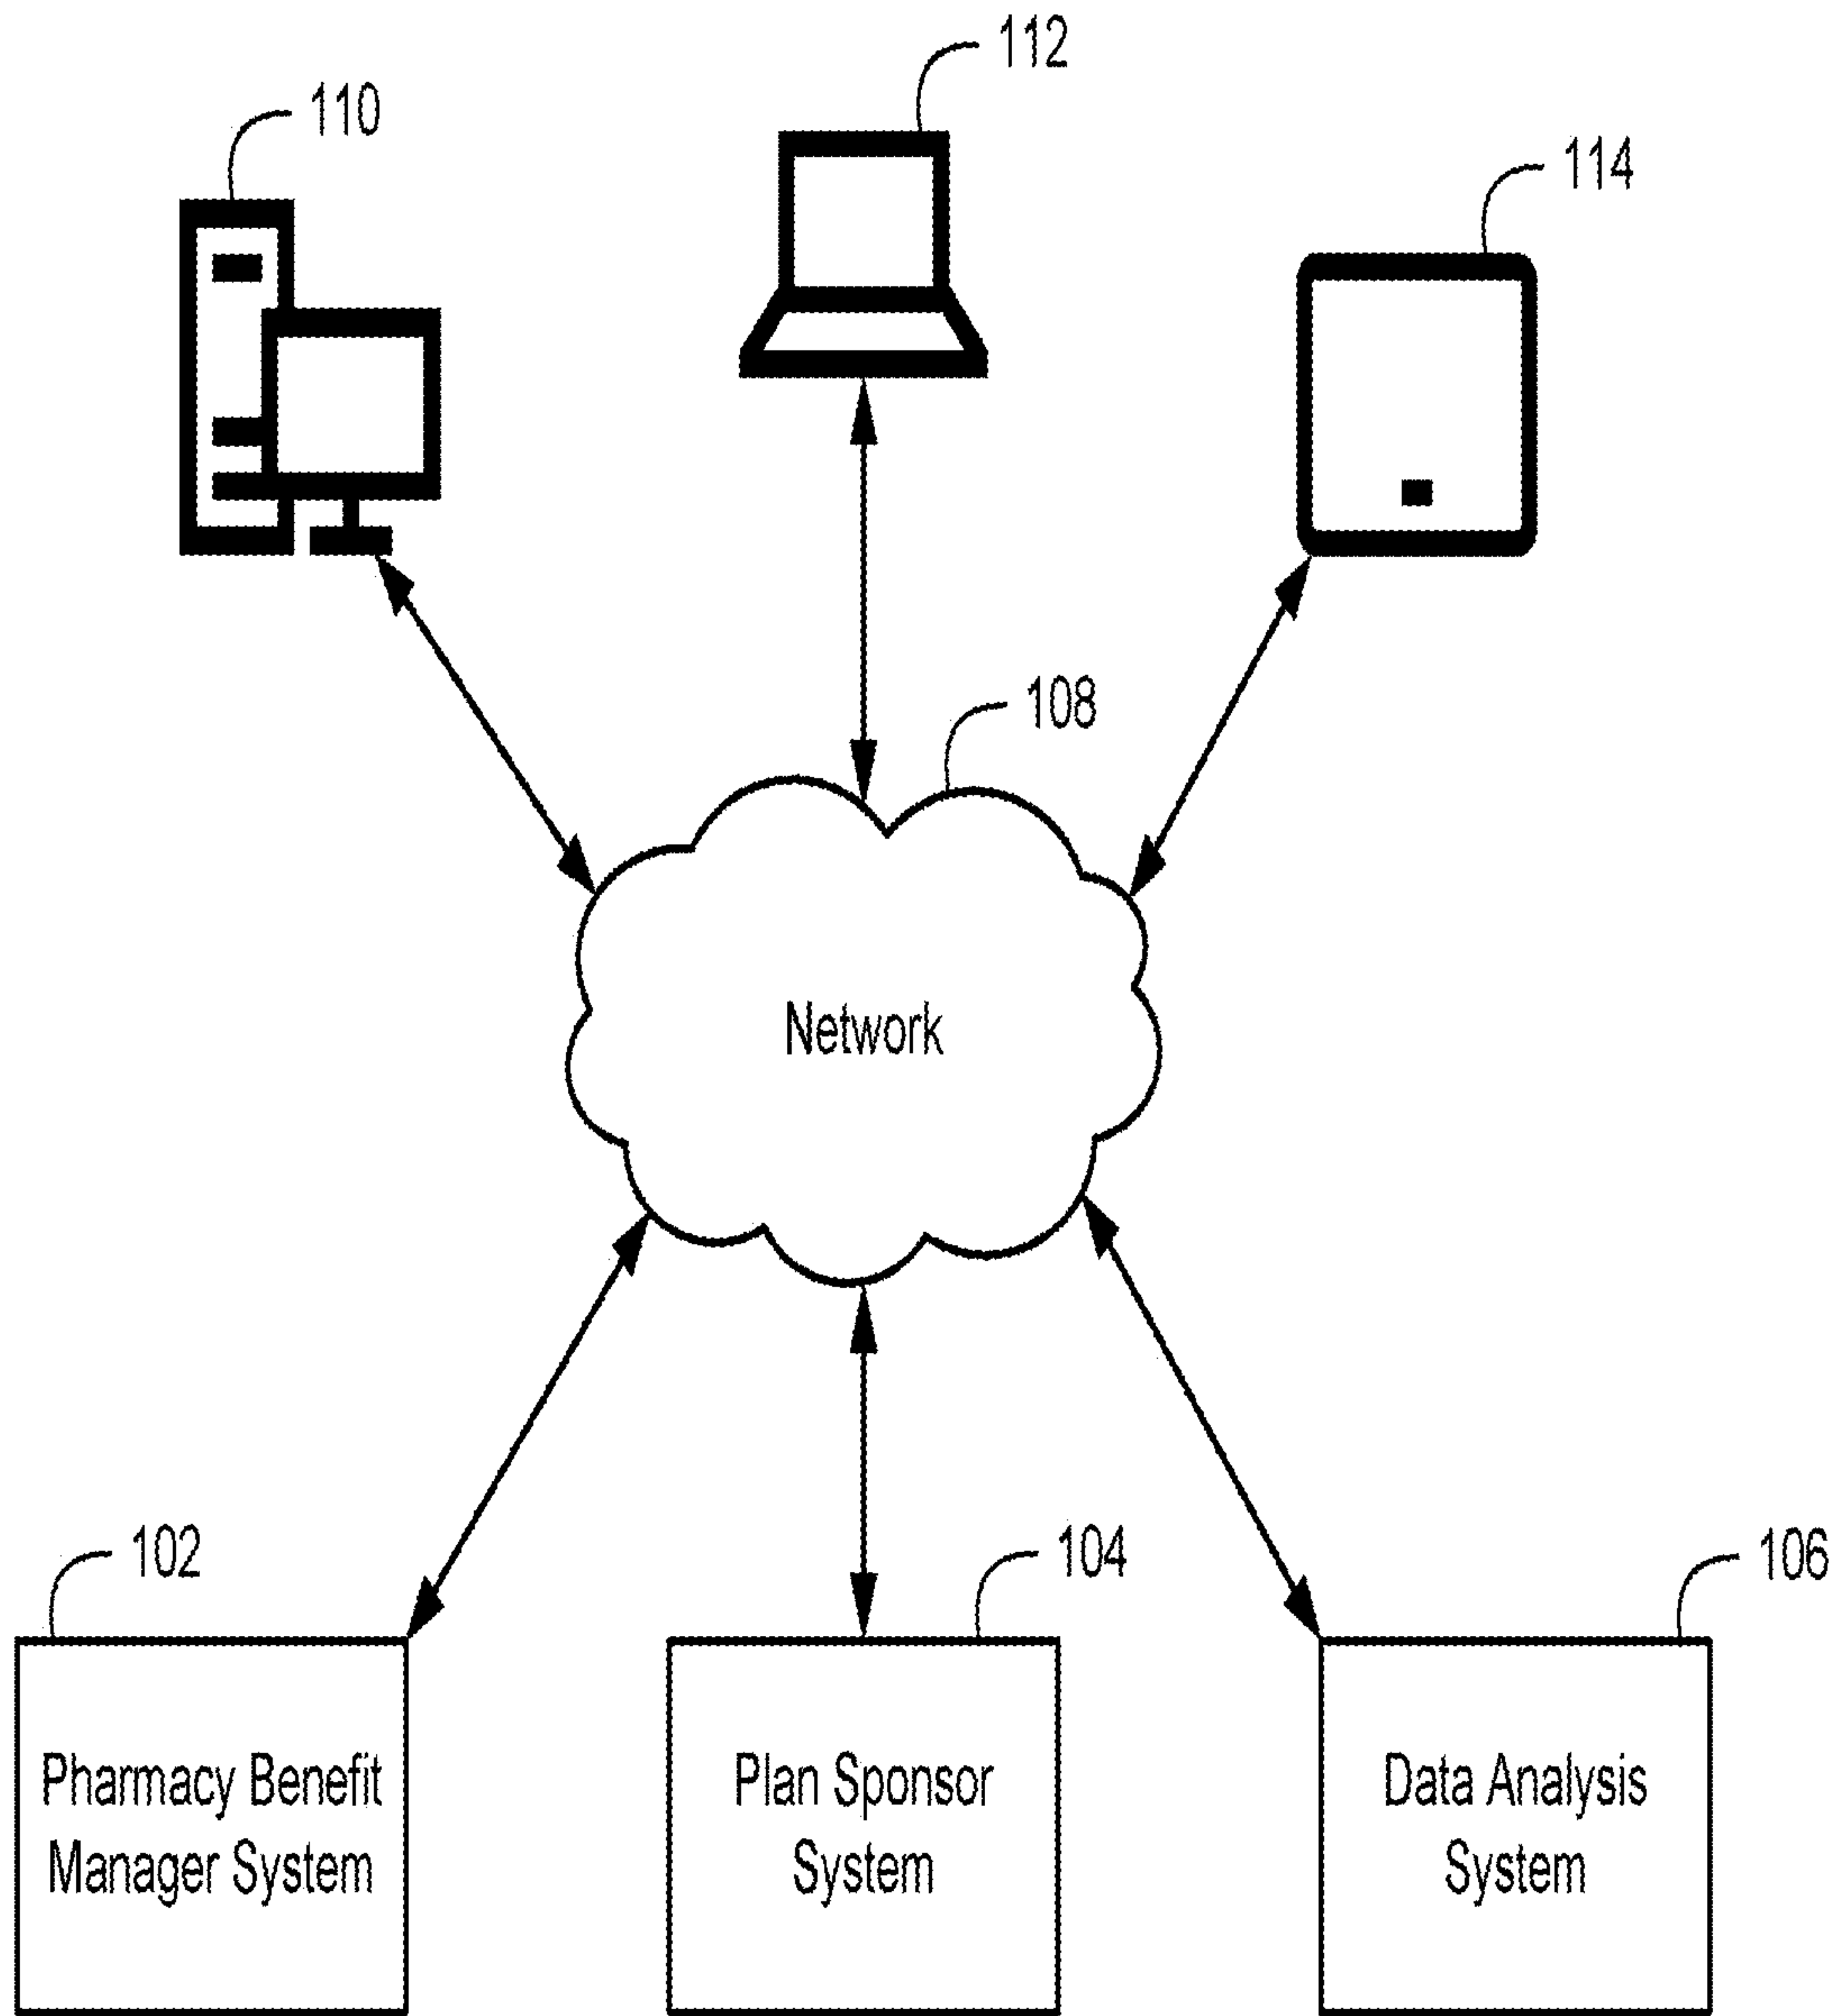 112
110
114
108
Network
102
104
106
Pharmacy Benefit
Manager System
Plan Sponsor
System
Data Analysis
System